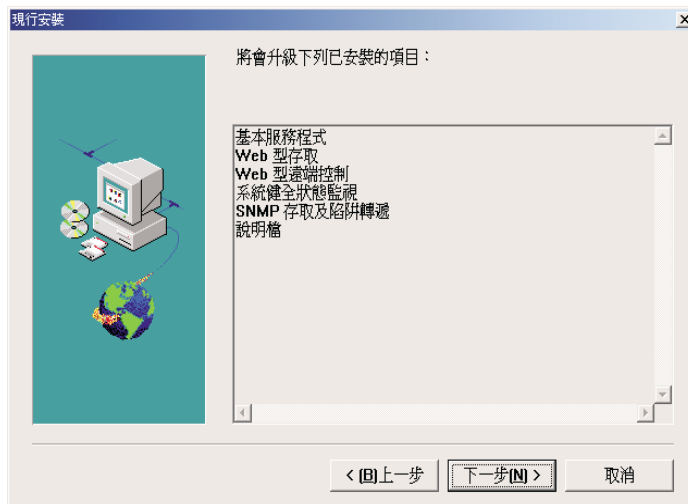 現行安裝
將會升級下列已安裝的項目：
基本服務程式
Web 型存取
Web 型遠端控制
系統健全狀態監視
SNMP 存取及陷阱轉遞
說明檔
< (B)上一步
下一步(N) >
取消